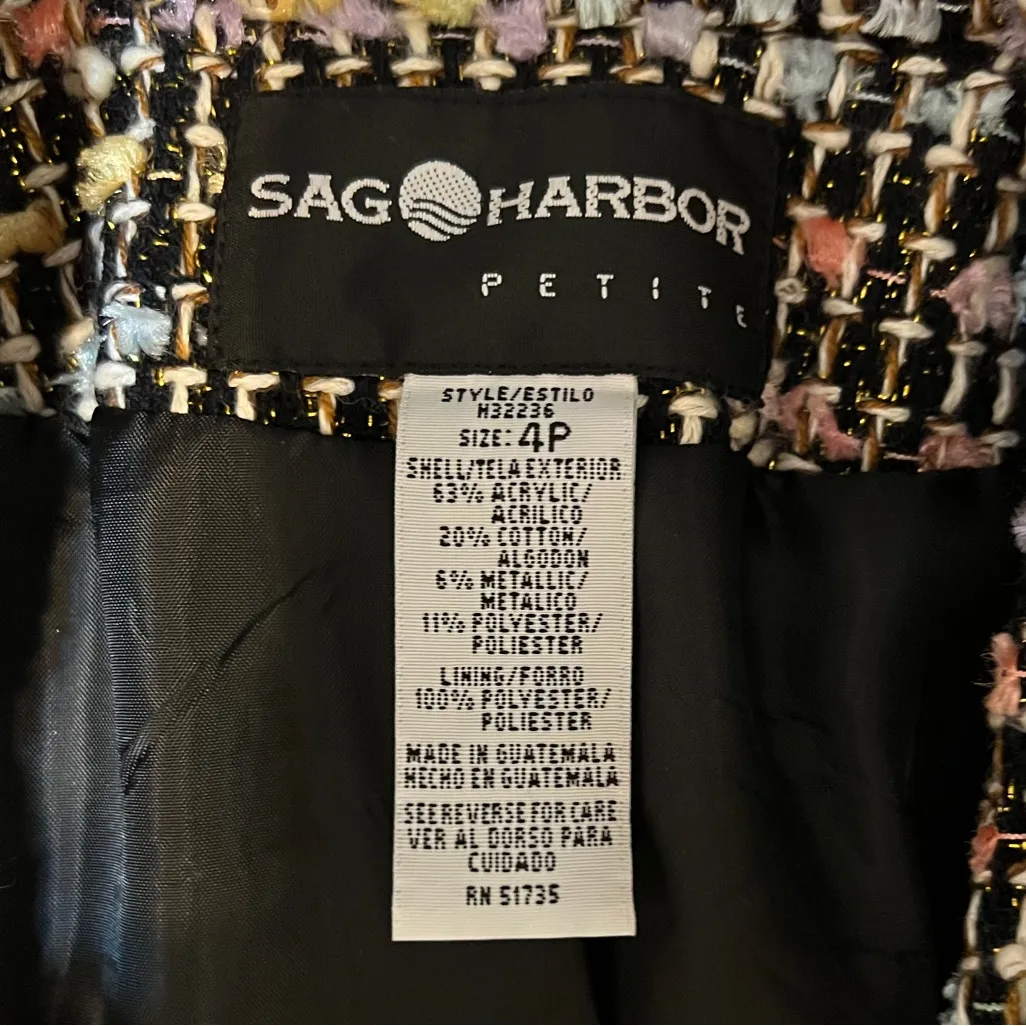 SAG HARBOR
PETITE
STYLE/ESTILO
H32236
SIZE: 4P
SHELL/TELA EXTERIOR
63% ACRYLIC/
ACRILICO
20% COTTON/
ALGODON
6% METALLIC/
METALICO
11% POLYESTER/
POLIESTER
LINING/FORRO
100% POLYESTER/
POLIESTER
MADE IN GUATEMALA
HECHO EN GUATEMALA
SEE REVERSE FOR CARE
VER AL DORSO PARA
CUIDADO
RN 51735